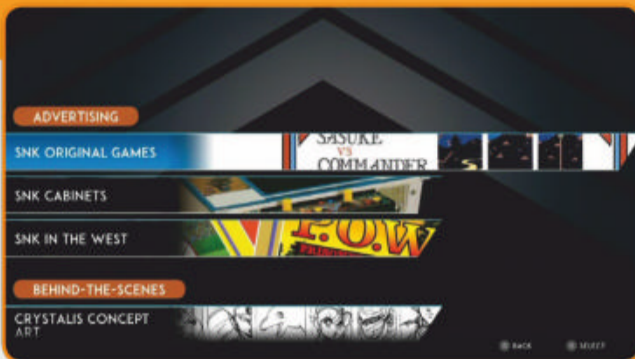 ADVERTISING
SNK ORIGINAL GAMES
SASUKE
VS
COMMANDER
SNK CABINETS
SNK IN THE WEST
P.O.W
BEHIND-THE-SCENES
CRYSTALIS CONCEPT
ART
BACK
SELECT